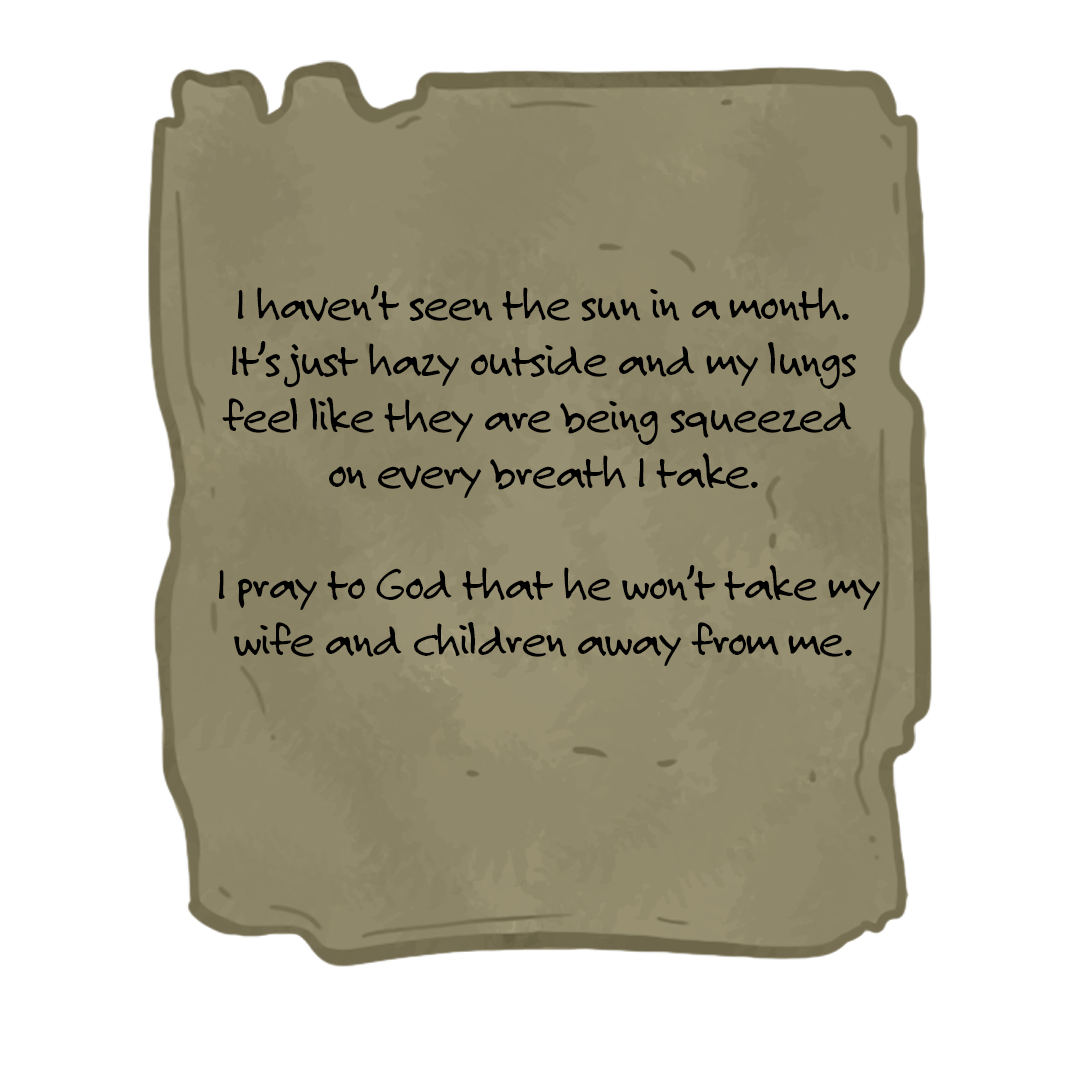 I haven't seen the sun in a month.
It's just hazy outside and my lungs
feel like they are being squeezed
on every breath I take.
I pray to God that he won't take my
wife and children away from me.